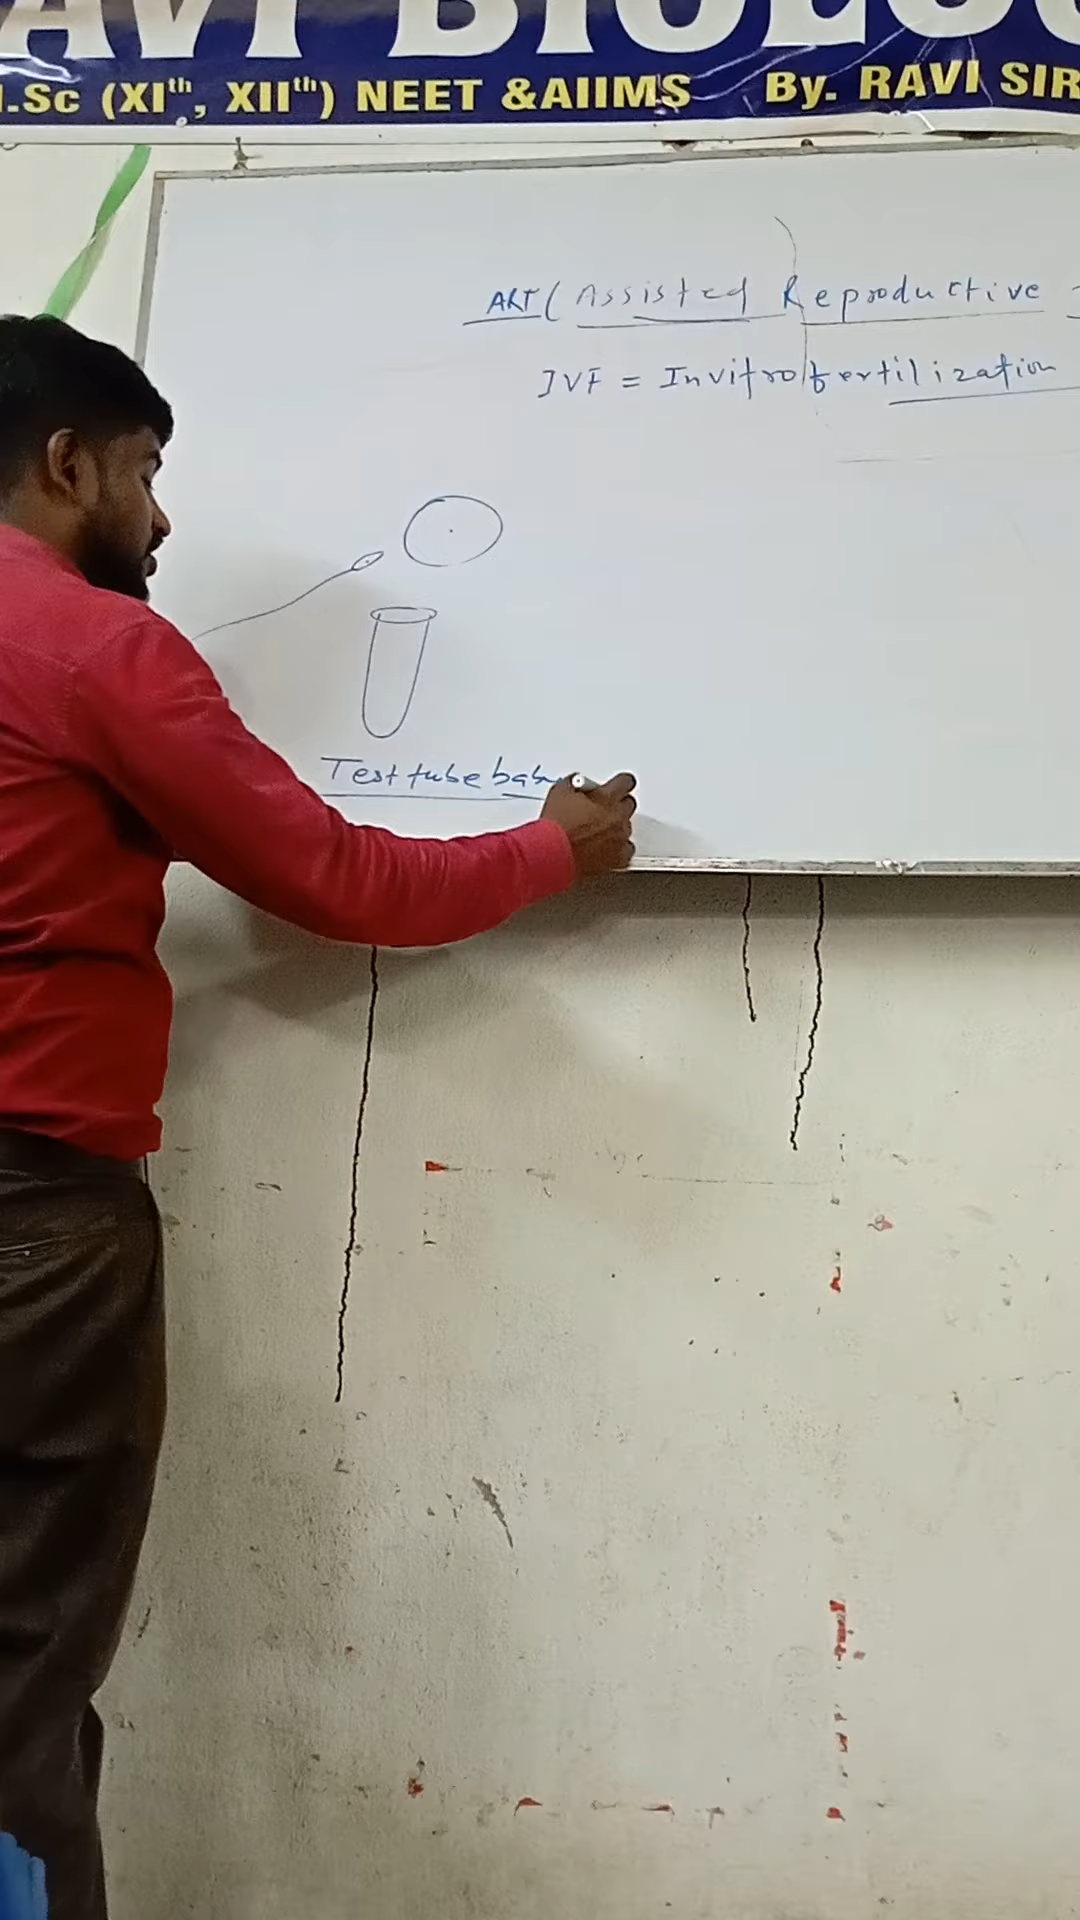 AVI BIOLO
.Sc (XIth, XIIth) NEET &AIIMS By. RAVI SIR
ART ( Assisted Reproductive
IVF = Invitro fertilization
Test tube bab